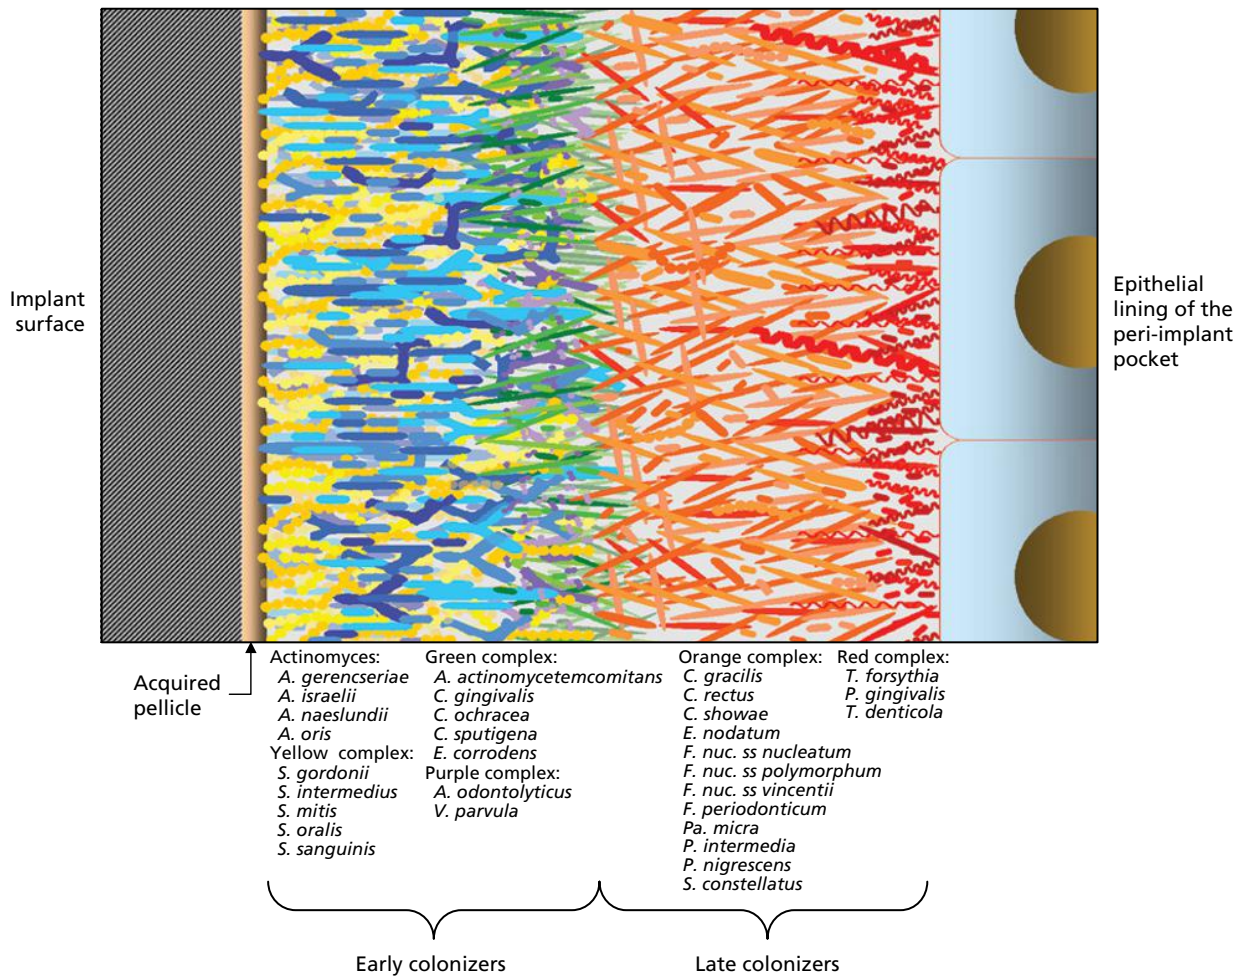 Implant
surface
Epithelial
lining of the
peri-implant
pocket
Acquired
pellicle
Actinomyces:
A. gerencseriae
A. israelii
A. naeslundii
A. oris
Yellow complex:
S. gordonii
S. intermedius
S. mitis
S. oralis
S. sanguinis
Green complex:
A. actinomycetemcomitans
C. gingivalis
C. ochracea
C. sputigena
E. corrodens
Purple complex:
A. odontolyticus
V. parvula
Orange complex:
C. gracilis
C. rectus
C. showae
E. nodatum
F. nuc. ss nucleatum
F. nuc. ss polymorphum
F. nuc. ss vincentii
F. periodonticum
Pa. micra
P. intermedia
P. nigrescens
S. constellatus
Red complex:
T. forsythia
P. gingivalis
T. denticola
Early colonizers
Late colonizers